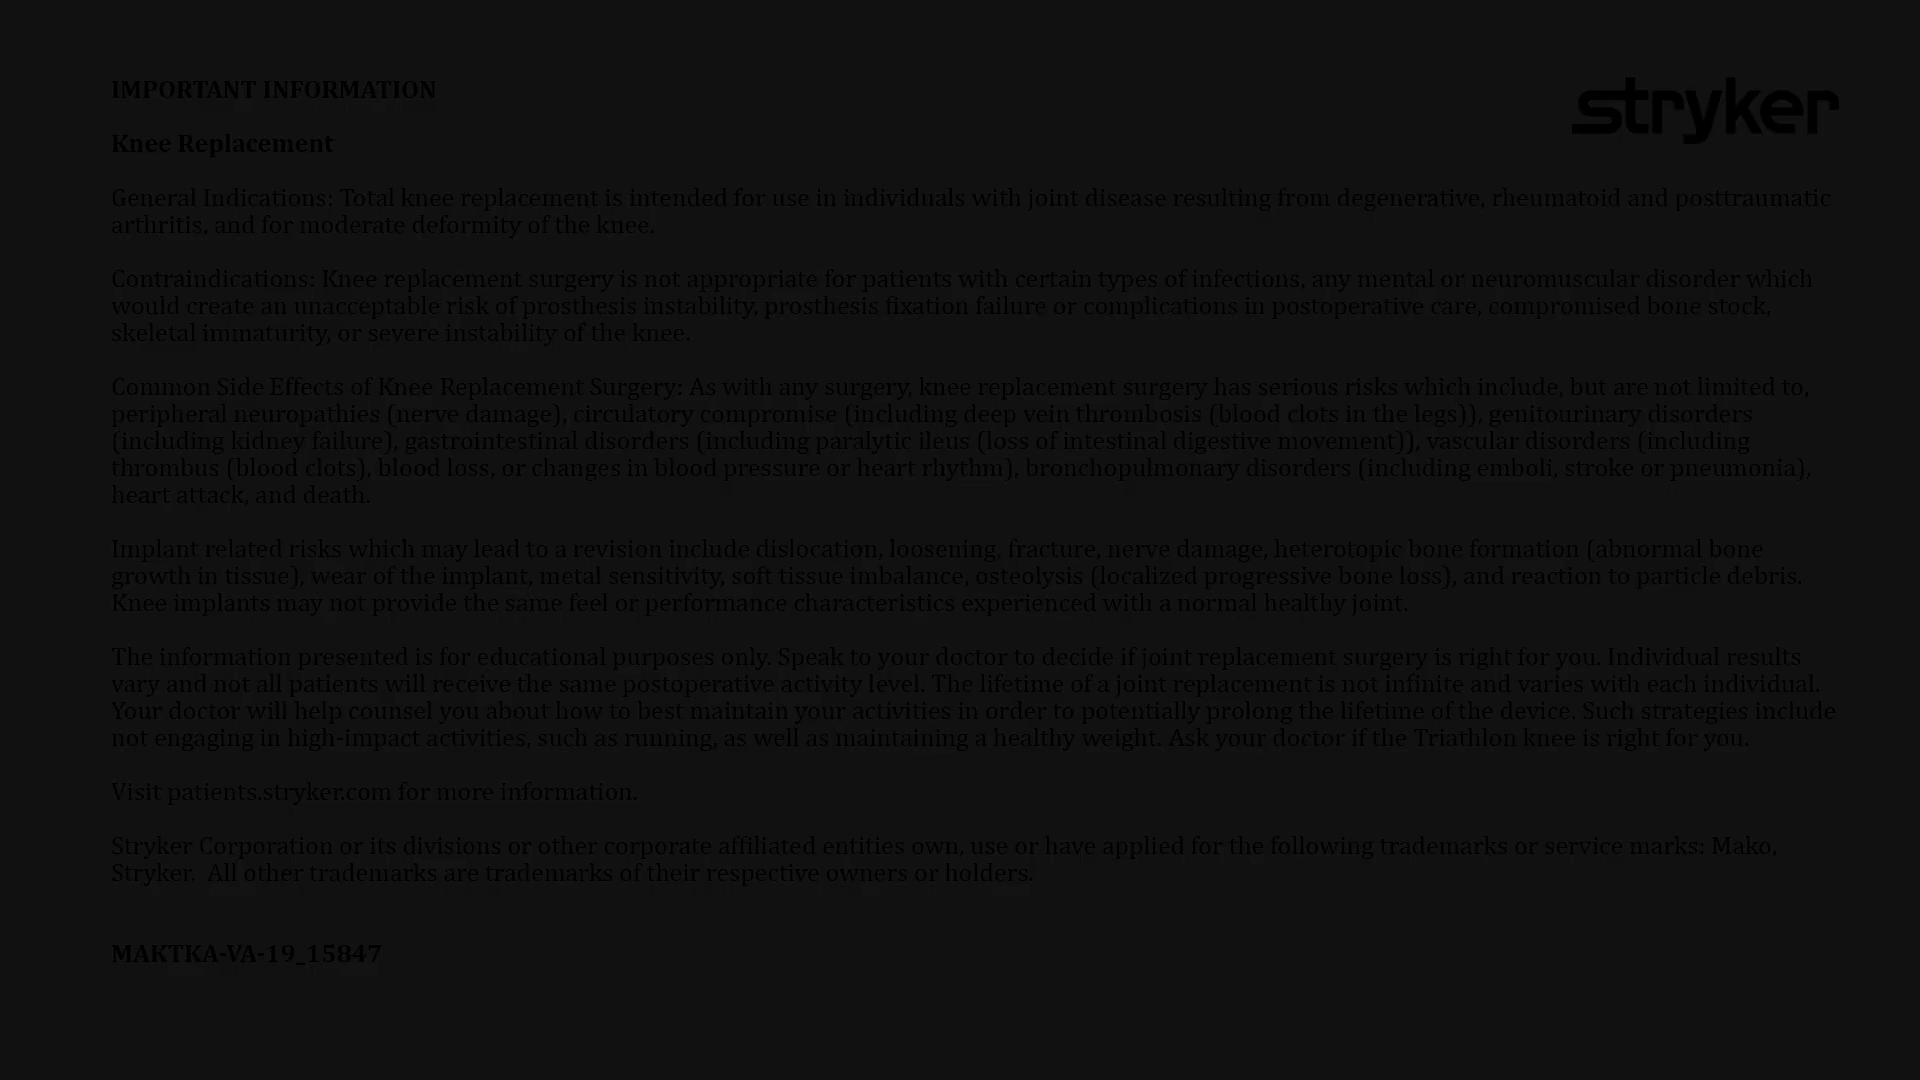 IMPORTANT INFORMATION
stryker
Knee Replacement
General Indications: Total knee replacement is intended for use in individuals with joint disease resulting from degenerative, rheumatoid and posttraumatic
arthritis, and for moderate deformity of the knee.
Contraindications: Knee replacement surgery is not appropriate for patients with certain types of infections, any mental or neuromuscular disorder which
would create an unacceptable risk of prosthesis instability, prosthesis fixation failure or complications in postoperative care, compromised bone stock,
skeletal immaturity, or severe instability of the knee.
Common Side Effects of Knee Replacement Surgery: As with any surgery, knee replacement surgery has serious risks which include, but are not limited to,
peripheral neuropathies (nerve damage), circulatory compromise (including deep vein thrombosis (blood clots in the legs)), genitourinary disorders
(including kidney failure), gastrointestinal disorders (including paralytic ileus (loss of intestinal digestive movement)), vascular disorders (including
thrombus (blood clots), blood loss, or changes in blood pressure or heart rhythm), bronchopulmonary disorders (including emboli, stroke or pneumonia),
heart attack, and death.
Implant related risks which may lead to a revision include dislocation, loosening, fracture, nerve damage, heterotopic bone formation (abnormal bone
growth in tissue), wear of the implant, metal sensitivity, soft tissue imbalance, osteolysis (localized progressive bone loss), and reaction to particle debris.
Knee implants may not provide the same feel or performance characteristics experienced with a normal healthy joint.
The information presented is for educational purposes only. Speak to your doctor to decide if joint replacement surgery is right for you. Individual results
vary and not all patients will receive the same postoperative activity level. The lifetime of a joint replacement is not infinite and varies with each individual.
Your doctor will help counsel you about how to best maintain your activities in order to potentially prolong the lifetime of the device. Such strategies include
not engaging in high-impact activities, such as running, as well as maintaining a healthy weight. Ask your doctor if the Triathlon knee is right for you.
Visit patients.stryker.com for more information.
Stryker Corporation or its divisions or other corporate affiliated entities own, use or have applied for the following trademarks or service marks: Mako,
Stryker.  All other trademarks are trademarks of their respective owners or holders.
MAKTKA-VA-19_15847